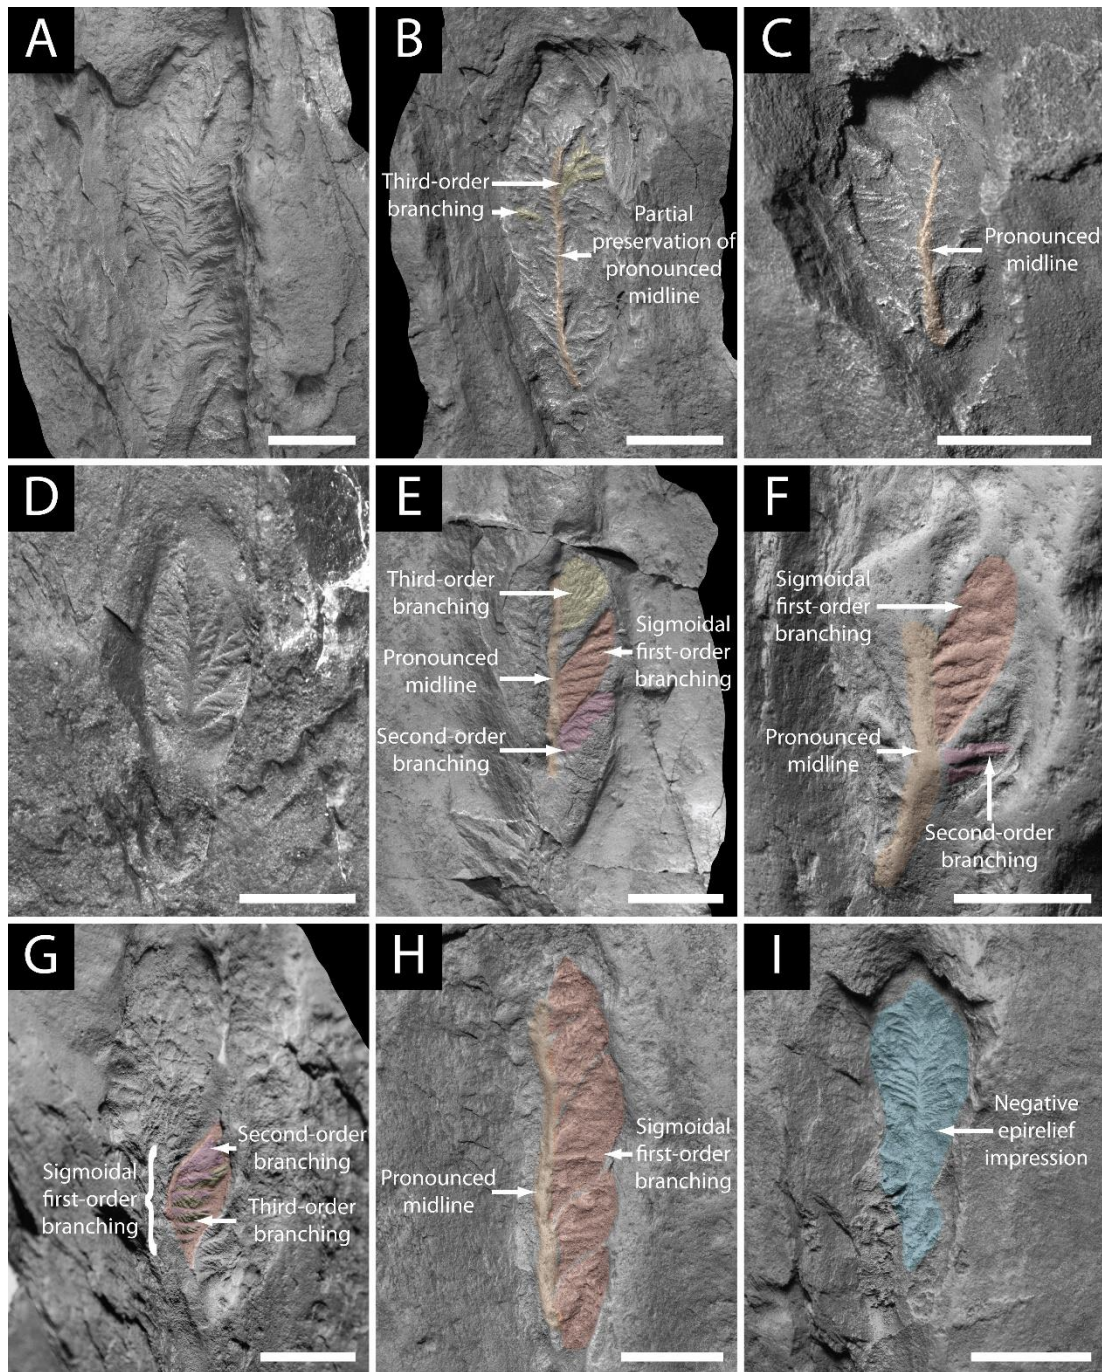 A
B
Third-order
branching
Partial
preservation of
pronounced
midline
C
Pronounced
midline
D
E
Third-order
branching
Pronounced
midline
Second-order
branching
Sigmoidal
first-order
branching
F
Sigmoidal
first-order
branching
Pronounced
midline
Second-order
branching
G
Sigmoidal
first-order
branching
Second-order
branching
Third-order
branching
H
Pronounced
midline
Sigmoidal
first-order
branching
I
Negative
epirelief
impression